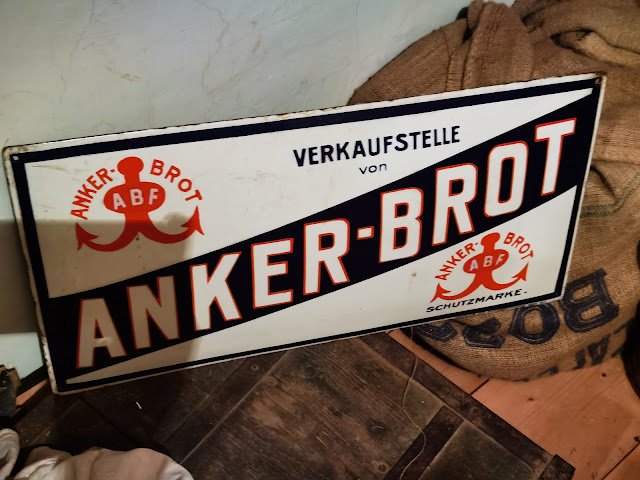 VERKAUFSTELLE
von
ANKER-BROT
ABF
ANKER-BROT
ANKER-BROT
ABF
SCHUTZMARKE.